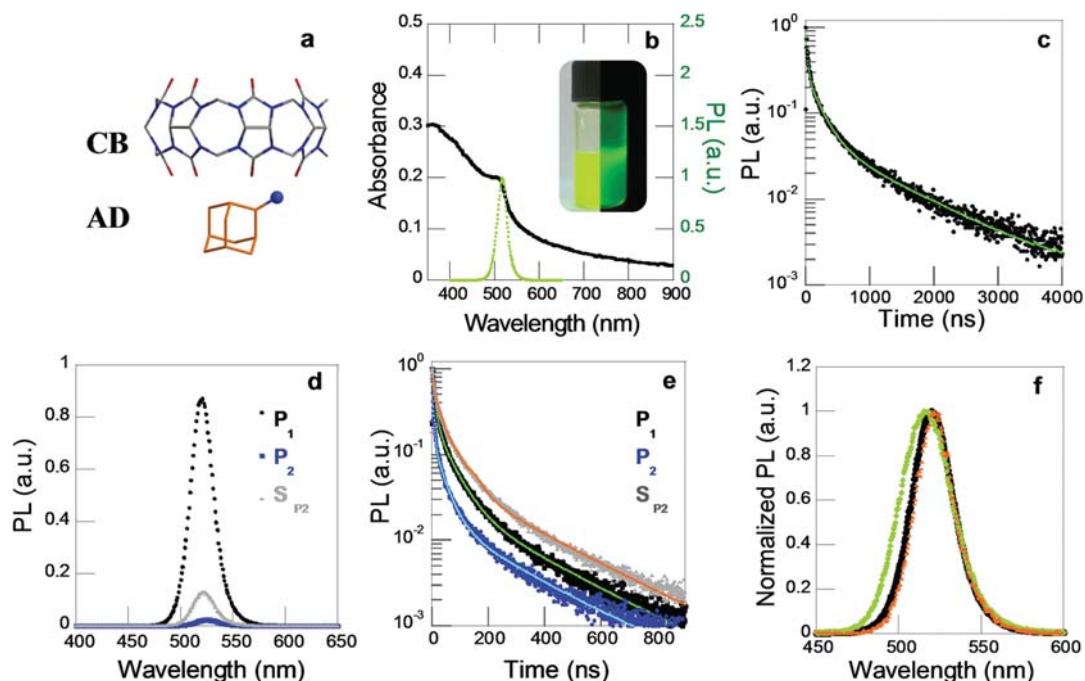 a
CB
AD
b
Absorbance
0.5
0.4
0.3
0.2
0.1
0
400 500 600 700 800 900
Wavelength (nm)
2.5
2
1.5
1
0.5
0
PL (a.u.)
c
PL (a.u.)
10⁰
10⁻¹
10⁻²
10⁻³
0 1000 2000 3000 4000
Time (ns)
d
PL (a.u.)
1
0.8
0.6
0.4
0.2
0
P₁
P₂
S P2
400 450 500 550 600 650
Wavelength (nm)
e
PL (a.u.)
10⁰
10⁻¹
10⁻²
10⁻³
P₁
P₂
S P2
0 200 400 600 800
Time (ns)
f
Normalized PL (a.u.)
1.2
1
0.8
0.6
0.4
0.2
0
450 500 550 600
Wavelength (nm)